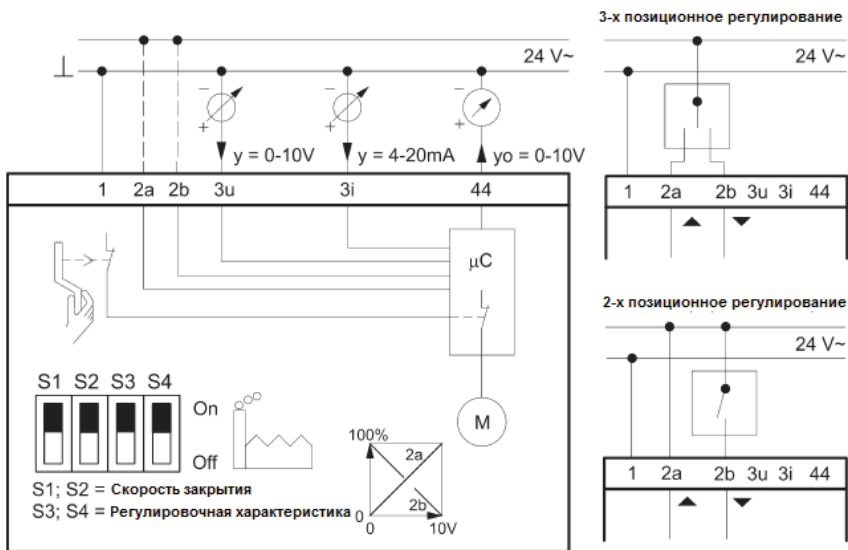 24 V~
⊥
− + − + − +
y = 0-10V y = 4-20mA yo = 0-10V
1 2a 2b 3u 3i 44
µC
M
S1 S2 S3 S4
On
Off
S1; S2 = Скорость закрытия
S3; S4 = Регулировочная характеристика
100%
2a
2b
0
0 10V
3-х позиционное регулирование
24 V~
1 2a 2b 3u 3i 44
2-х позиционное регулирование
24 V~
1 2a 2b 3u 3i 44